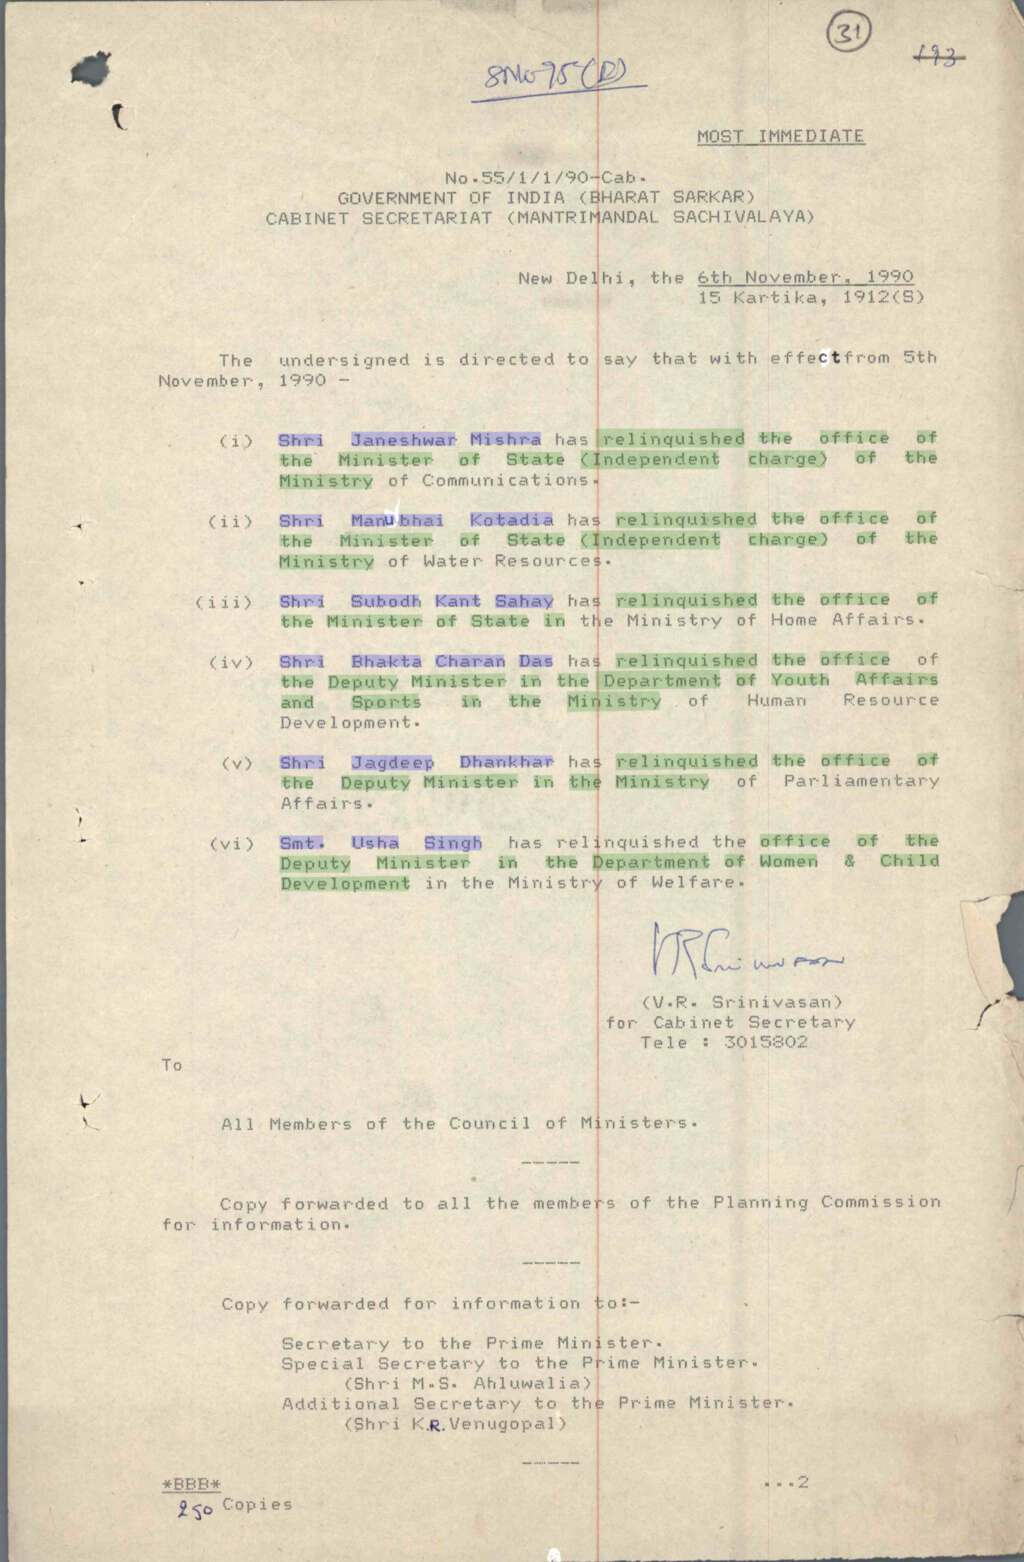 31
193
SNo 75(D)
MOST IMMEDIATE
No.55/1/1/90-Cab.
GOVERNMENT OF INDIA (BHARAT SARKAR)
CABINET SECRETARIAT (MANTRIMANDAL SACHIVALAYA)
New Delhi, the 6th November, 1990
15 Kartika, 1912(S)
The undersigned is directed to say that with effect from 5th
November, 1990 -
(i) Shri Janeshwar Mishra has relinquished the office of
the Minister of State (Independent charge) of the
Ministry of Communications.
(ii) Shri Manubhai Kotadia has relinquished the office of
the Minister of State (Independent charge) of the
Ministry of Water Resources.
(iii) Shri Subodh Kant Sahay has relinquished the office of
the Minister of State in the Ministry of Home Affairs.
(iv) Shri Bhakta Charan Das has relinquished the office of
the Deputy Minister in the Department of Youth Affairs
and Sports in the Ministry of Human Resource
Development.
(v) Shri Jagdeep Dhankhar has relinquished the office of
the Deputy Minister in the Ministry of Parliamentary
Affairs.
(vi) Smt. Usha Singh has relinquished the office of the
Deputy Minister in the Department of Women & Child
Development in the Ministry of Welfare.
VRSrinivasan
(V.R. Srinivasan)
for Cabinet Secretary
Tele : 3015802
To
All Members of the Council of Ministers.
-----
Copy forwarded to all the members of the Planning Commission
for information.
-----
Copy forwarded for information to:-
Secretary to the Prime Minister.
Special Secretary to the Prime Minister.
(Shri M.S. Ahluwalia)
Additional Secretary to the Prime Minister.
(Shri K.R.Venugopal)
-----
*BBB*
...2
250 Copies